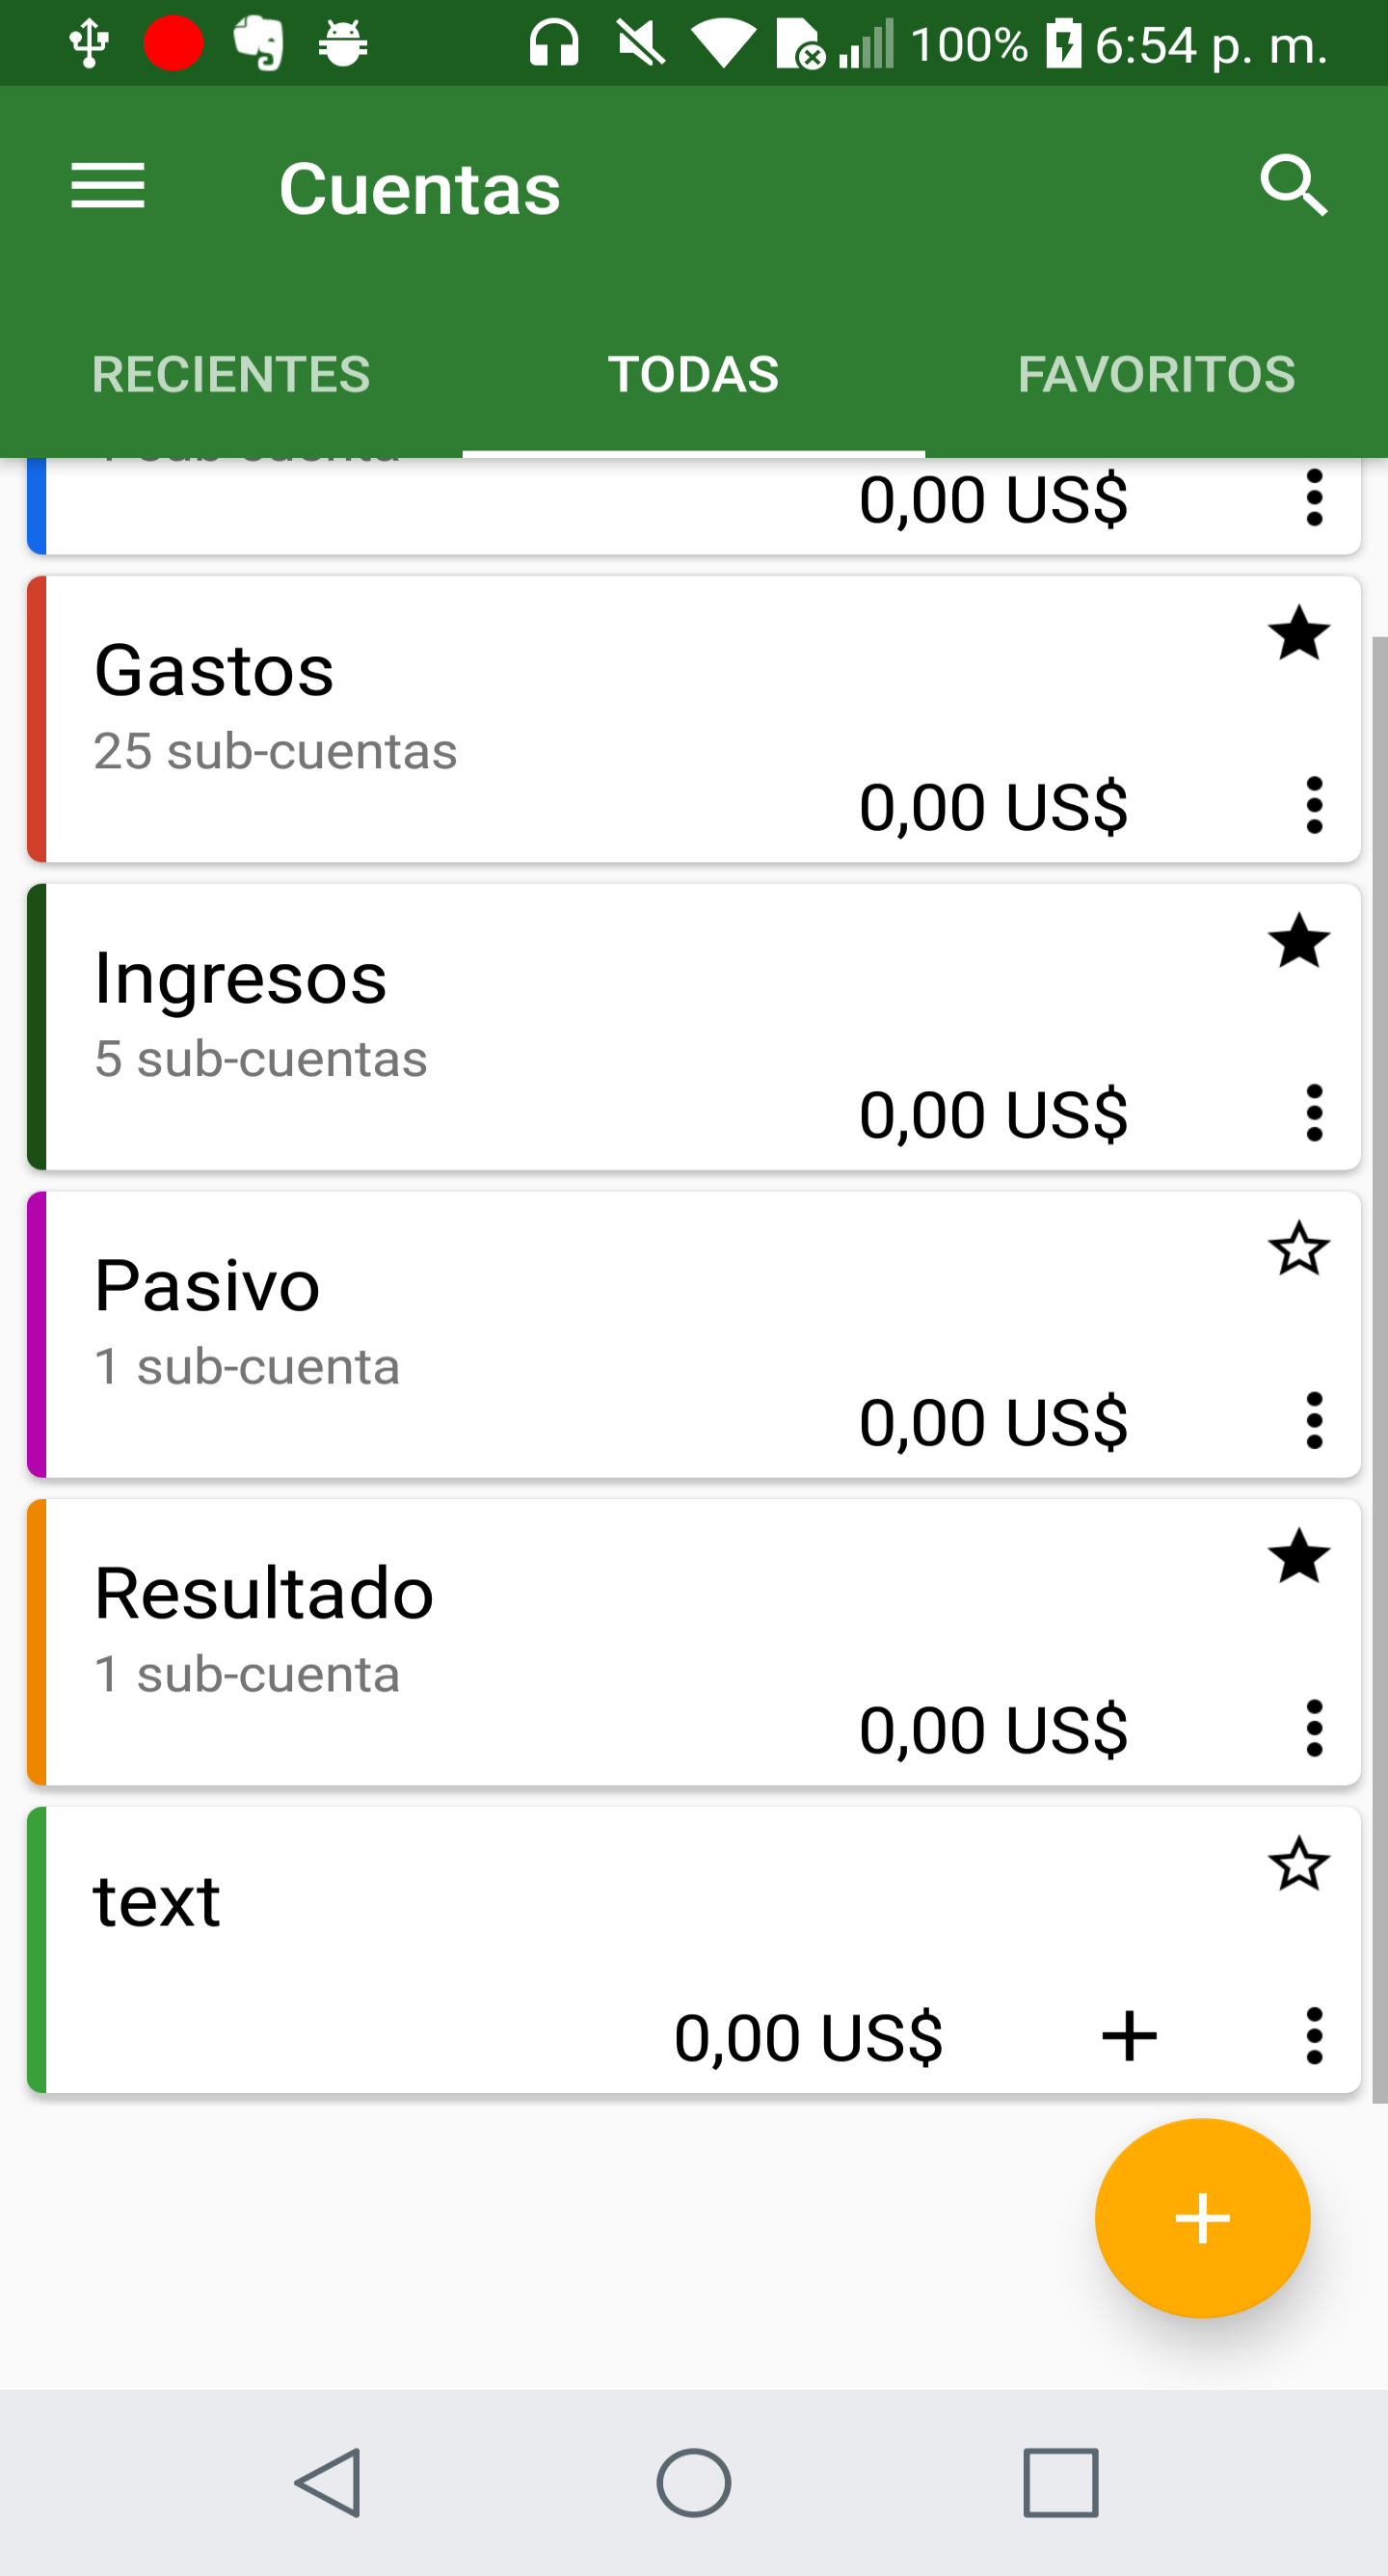 100% 6:54 p. m.
Cuentas
RECIENTES TODAS FAVORITOS
0,00 US$
Gastos
25 sub-cuentas
0,00 US$
Ingresos
5 sub-cuentas
0,00 US$
Pasivo
1 sub-cuenta
0,00 US$
Resultado
1 sub-cuenta
0,00 US$
text
0,00 US$